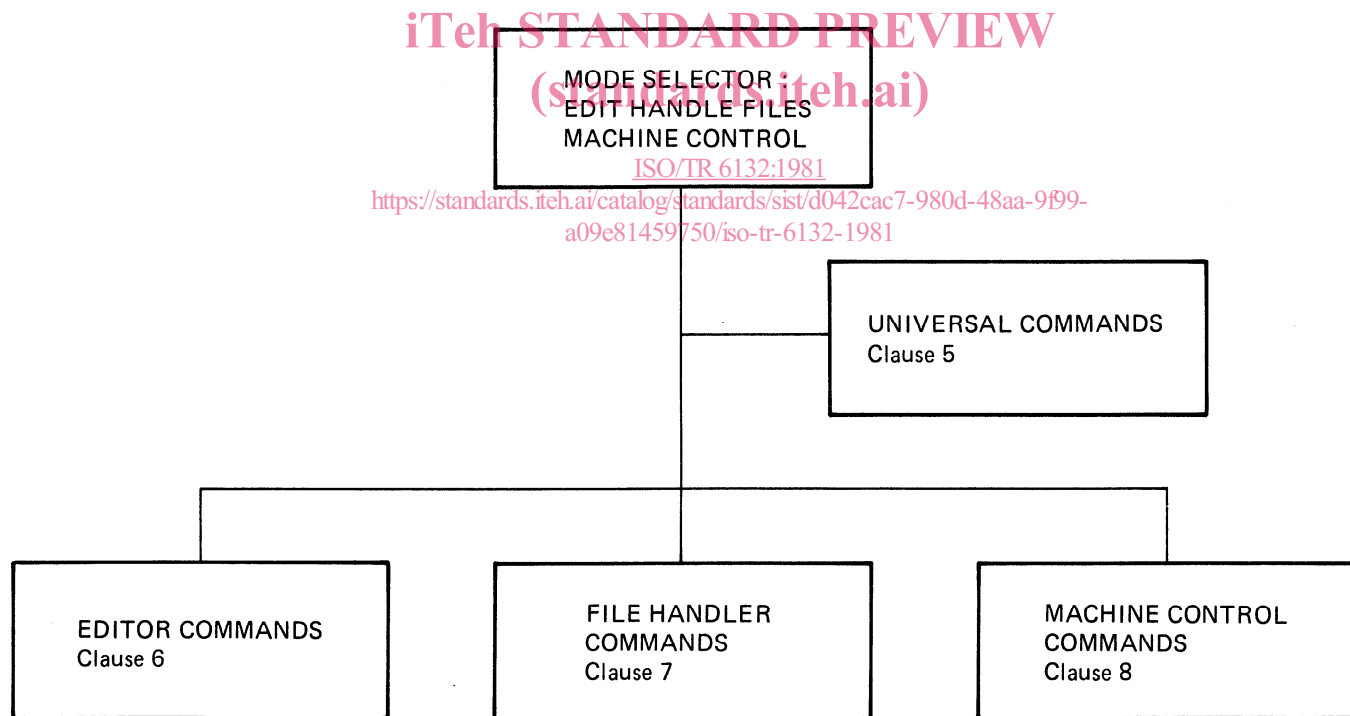 iTeh STANDARD PREVIEW
(standards.iteh.ai)
MODE SELECTOR :
EDIT HANDLE FILES
MACHINE CONTROL
ISO/TR 6132:1981
https://standards.iteh.ai/catalog/standards/sist/d042cac7-980d-48aa-9f99-
a09e81459750/iso-tr-6132-1981
UNIVERSAL COMMANDS
Clause 5
EDITOR COMMANDS
Clause 6
FILE HANDLER
COMMANDS
Clause 7
MACHINE CONTROL
COMMANDS
Clause 8